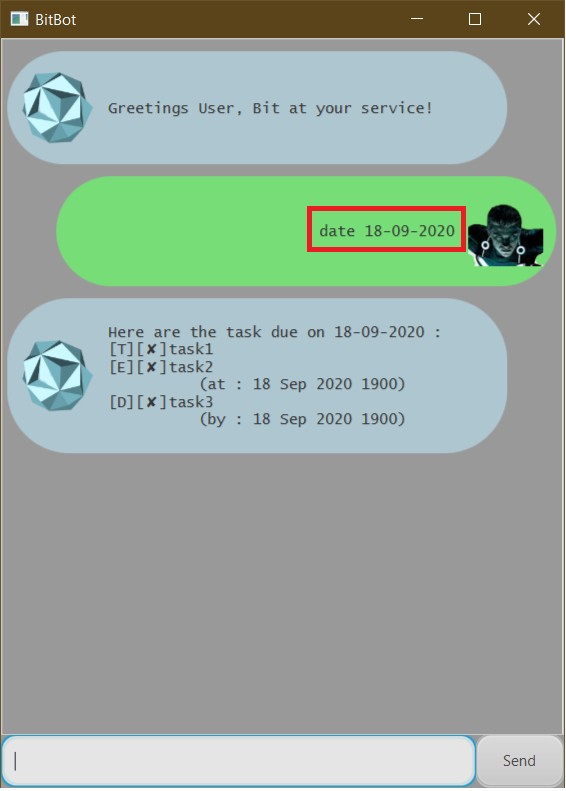 BitBot
Greetings User, Bit at your service!
date 18-09-2020
Here are the task due on 18-09-2020 :
[T][✘]task1
[E][✘]task2
(at : 18 Sep 2020 1900)
[D][✘]task3
(by : 18 Sep 2020 1900)
Send